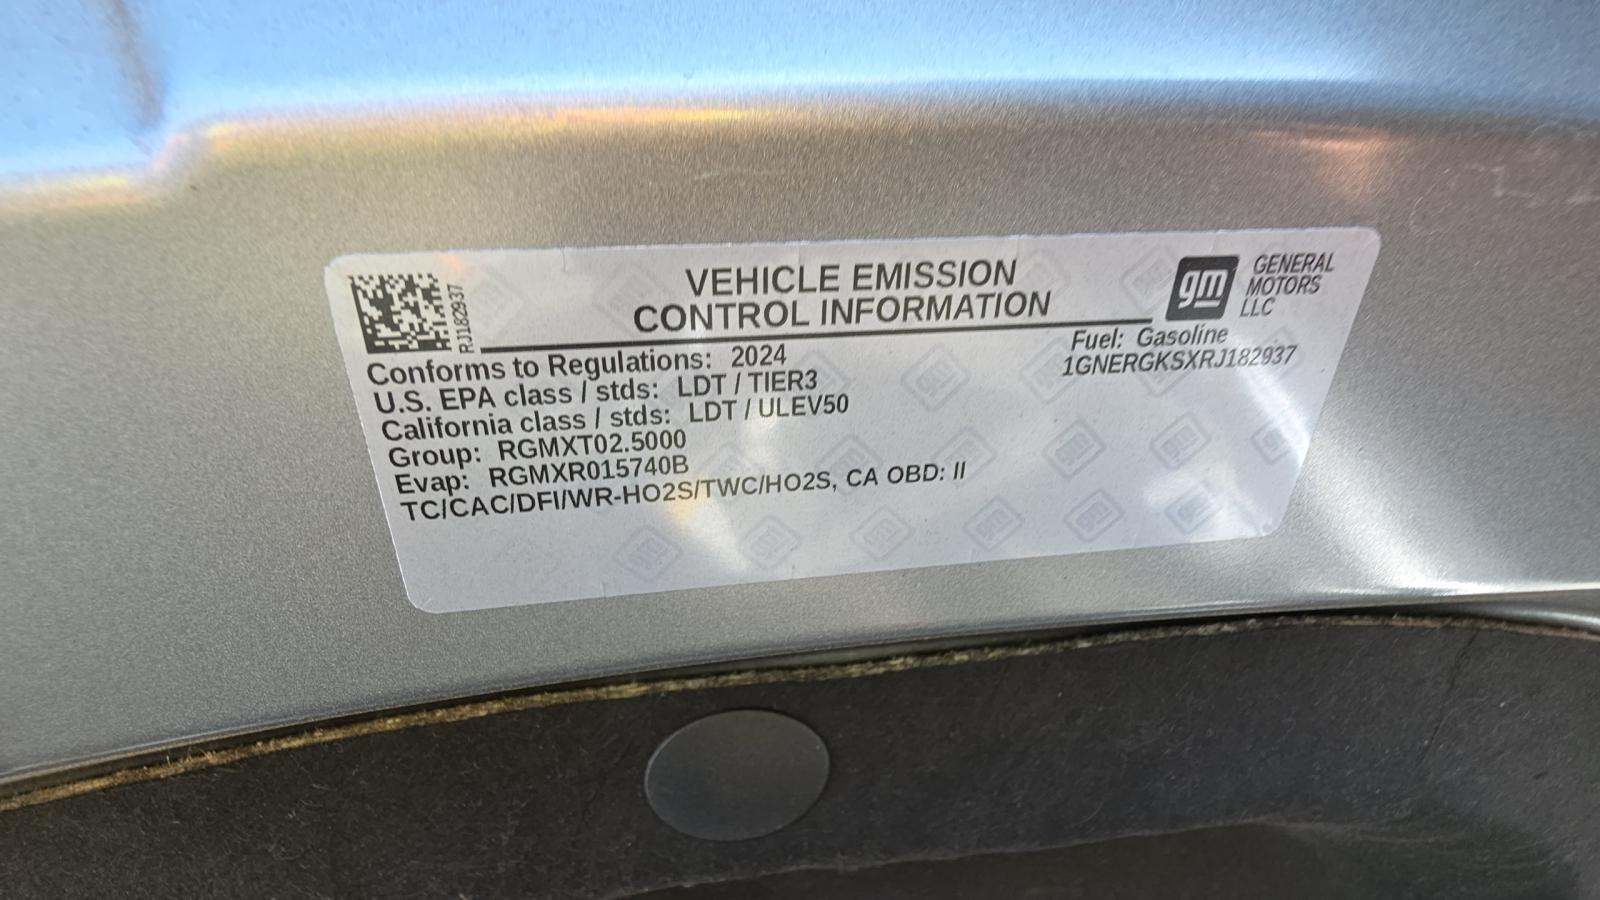 VEHICLE EMISSION
CONTROL INFORMATION
gm
GENERAL
MOTORS
LLC
RJ182937
Fuel: Gasoline
1GNERGKSXRJ182937
Conforms to Regulations: 2024
U.S. EPA class / stds: LDT / TIER3
California class / stds: LDT / ULEV50
Group: RGMXT02.5000
Evap: RGMXR015740B
TC/CAC/DFI/WR-HO2S/TWC/HO2S, CA OBD: II